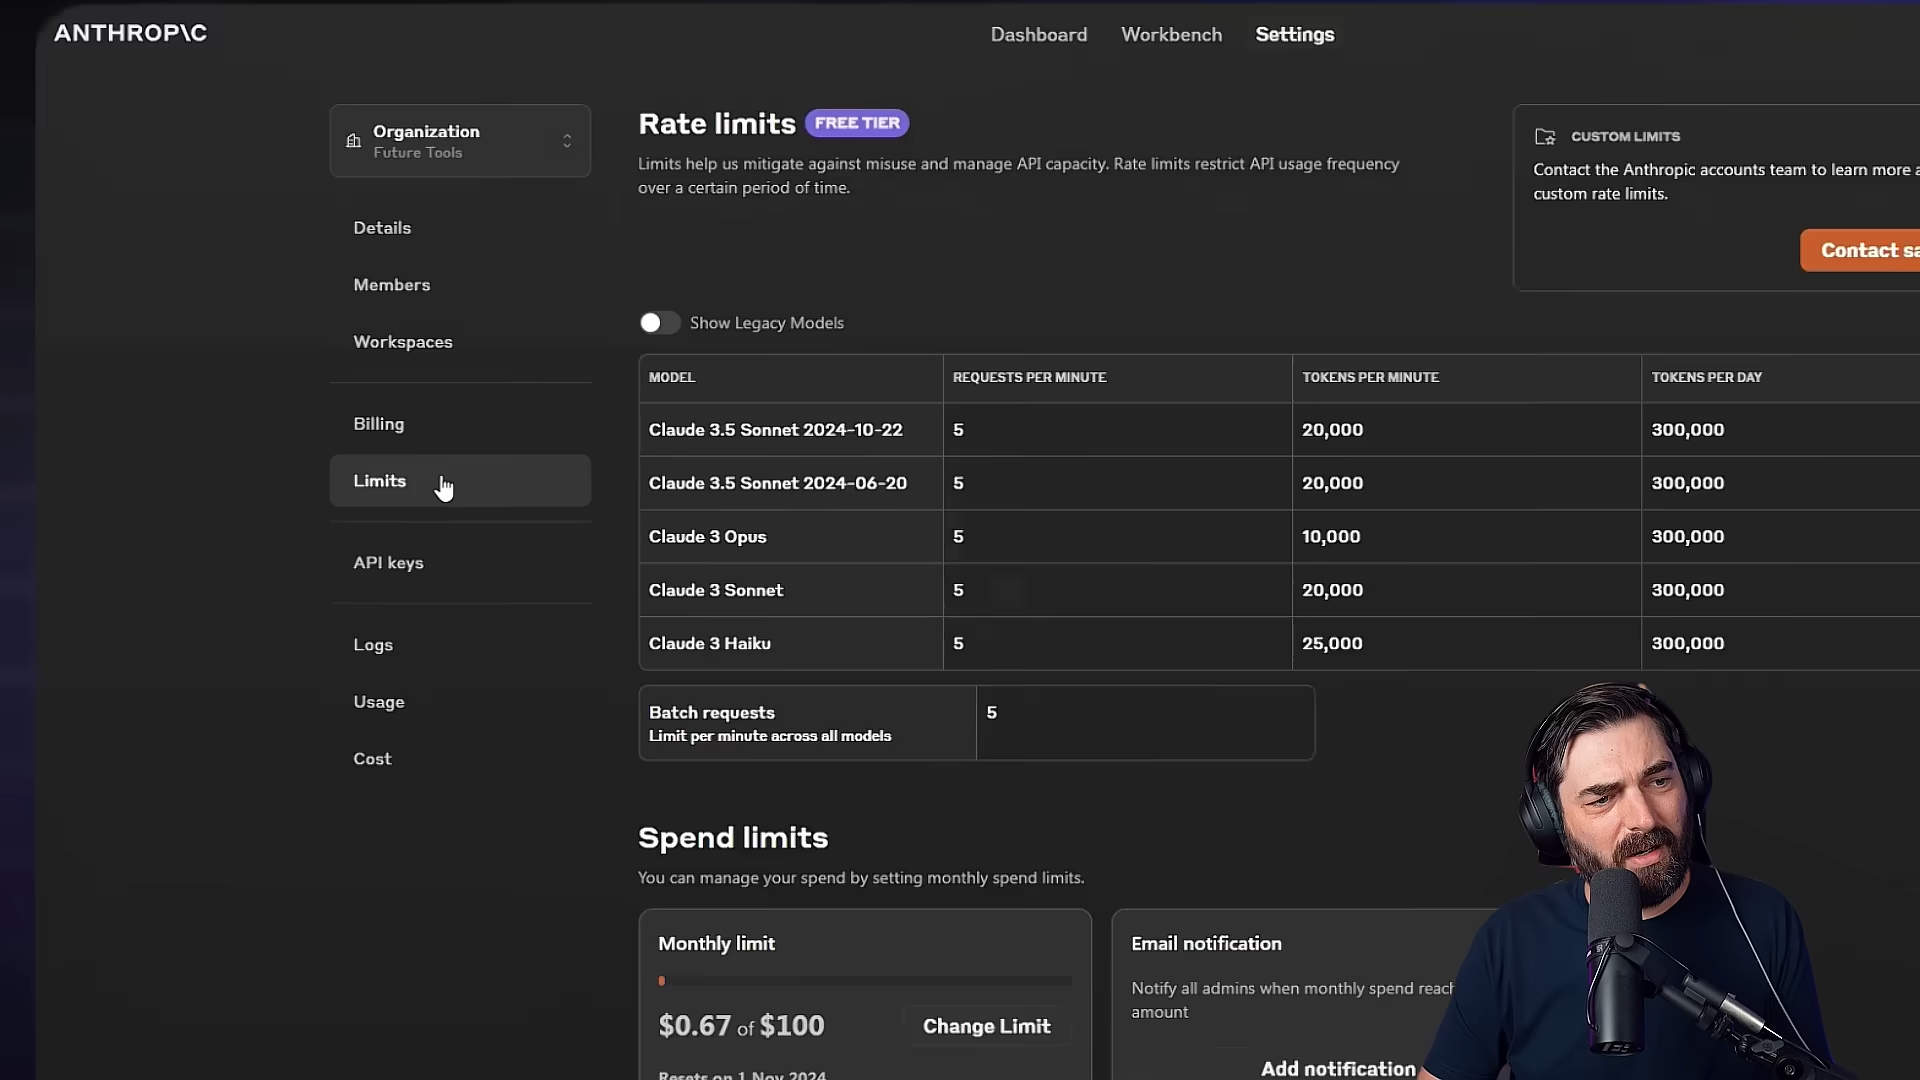 ANTHROP\C
Dashboard
Workbench
Settings
Organization
Future Tools
Details
Members
Workspaces
Billing
Limits
API keys
Logs
Usage
Cost
Rate limits FREE TIER
Limits help us mitigate against misuse and manage API capacity. Rate limits restrict API usage frequency
over a certain period of time.
CUSTOM LIMITS
Contact the Anthropic accounts team to learn more a
custom rate limits.
Contact sa
Show Legacy Models
MODEL REQUESTS PER MINUTE TOKENS PER MINUTE TOKENS PER DAY
Claude 3.5 Sonnet 2024-10-22 5 20,000 300,000
Claude 3.5 Sonnet 2024-06-20 5 20,000 300,000
Claude 3 Opus 5 10,000 300,000
Claude 3 Sonnet 5 20,000 300,000
Claude 3 Haiku 5 25,000 300,000
Batch requests 5
Limit per minute across all models
Spend limits
You can manage your spend by setting monthly spend limits.
Monthly limit
$0.67 of $100
Change Limit
Resets on 1 Nov 2024
Email notification
Notify all admins when monthly spend reach
amount
Add notification